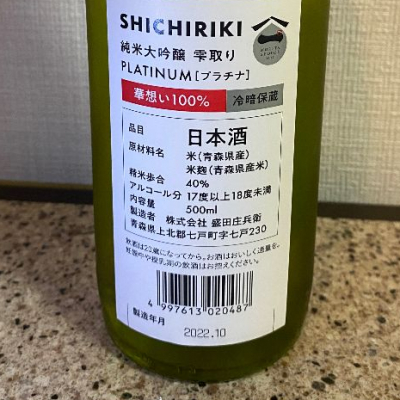 SHICHIRIKI
純米大吟醸 雫取り
PLATINUM[プラチナ]
華想い100% 冷暗保蔵
品目 日本酒
原材料名 米(青森県産)
米麹(青森県産米)
精米歩合 40%
アルコール分 17度以上18度未満
内容量 500ml
製造者 株式会社 盛田庄兵衛
青森県上北郡七戸町字七戸230
飲酒は20歳になってから。お酒はおいしく適量を。
妊娠中や授乳期の飲酒はお控えください。
4 997613 020487
製造年月
2022.10